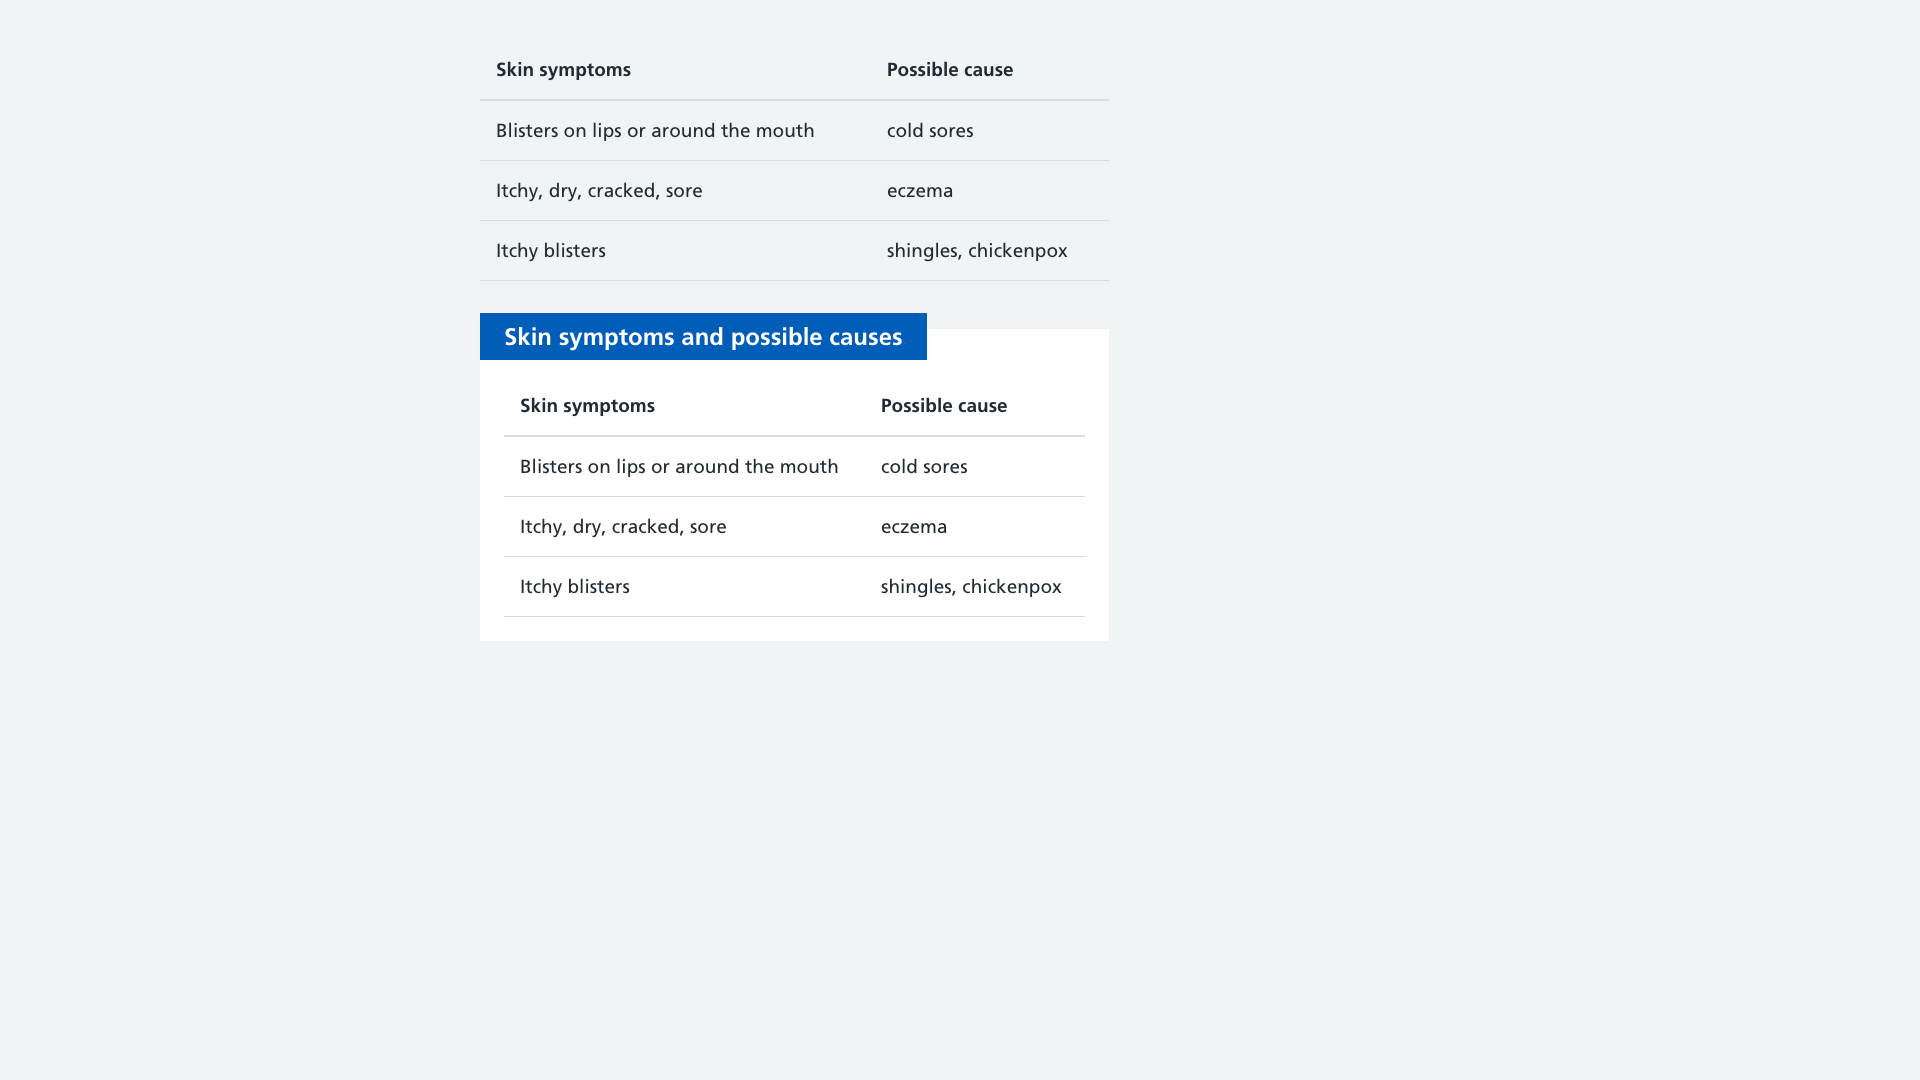 Skin symptoms Possible cause
Blisters on lips or around the mouth cold sores
Itchy, dry, cracked, sore eczema
Itchy blisters shingles, chickenpox
Skin symptoms and possible causes
Skin symptoms Possible cause
Blisters on lips or around the mouth cold sores
Itchy, dry, cracked, sore eczema
Itchy blisters shingles, chickenpox